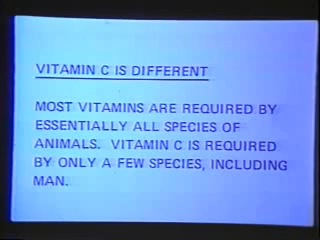 VITAMIN C IS DIFFERENT
MOST VITAMINS ARE REQUIRED BY
ESSENTIALLY ALL SPECIES OF
ANIMALS. VITAMIN C IS REQUIRED
BY ONLY A FEW SPECIES, INCLUDING
MAN.